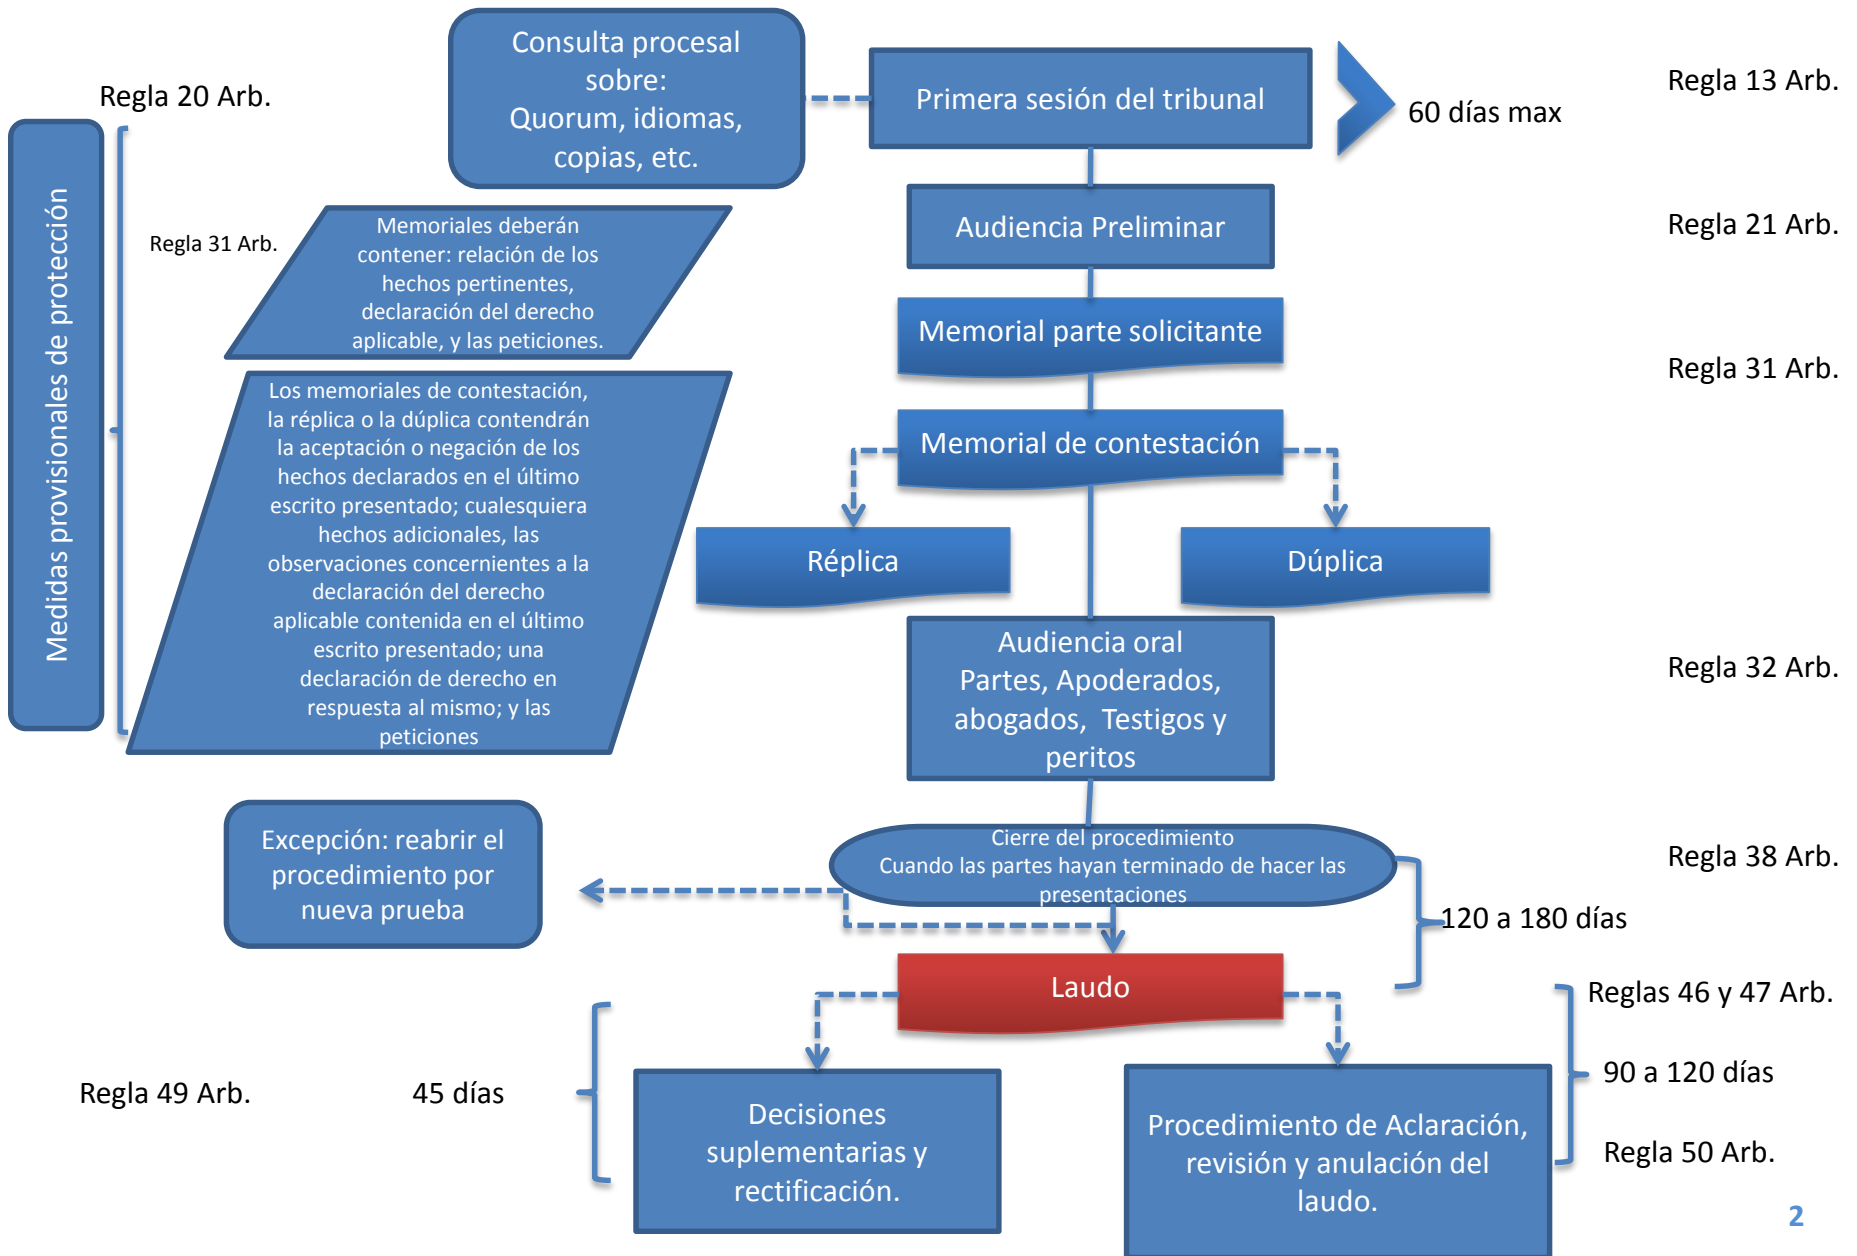 Consulta procesal
sobre:
Quorum, idiomas,
copias, etc.
Primera sesión del tribunal
60 días max
Regla 13 Arb.
Regla 20 Arb.
Medidas provisionales de protección
Regla 31 Arb.
Memoriales deberán
contener: relación de los
hechos pertinentes,
declaración del derecho
aplicable, y las peticiones.
Audiencia Preliminar
Regla 21 Arb.
Memorial parte solicitante
Regla 31 Arb.
Los memoriales de contestación,
la réplica o la dúplica contendrán
la aceptación o negación de los
hechos declarados en el último
escrito presentado; cualesquiera
hechos adicionales, las
observaciones concernientes a la
declaración del derecho
aplicable contenida en el último
escrito presentado; una
declaración de derecho en
respuesta al mismo; y las
peticiones
Memorial de contestación
Réplica
Dúplica
Audiencia oral
Partes, Apoderados,
abogados, Testigos y
peritos
Regla 32 Arb.
Excepción: reabrir el
procedimiento por
nueva prueba
Cierre del procedimiento
Cuando las partes hayan terminado de hacer las
presentaciones
Regla 38 Arb.
120 a 180 días
Laudo
Reglas 46 y 47 Arb.
90 a 120 días
Regla 50 Arb.
Regla 49 Arb.
45 días
Decisiones
suplementarias y
rectificación.
Procedimiento de Aclaración,
revisión y anulación del
laudo.
2